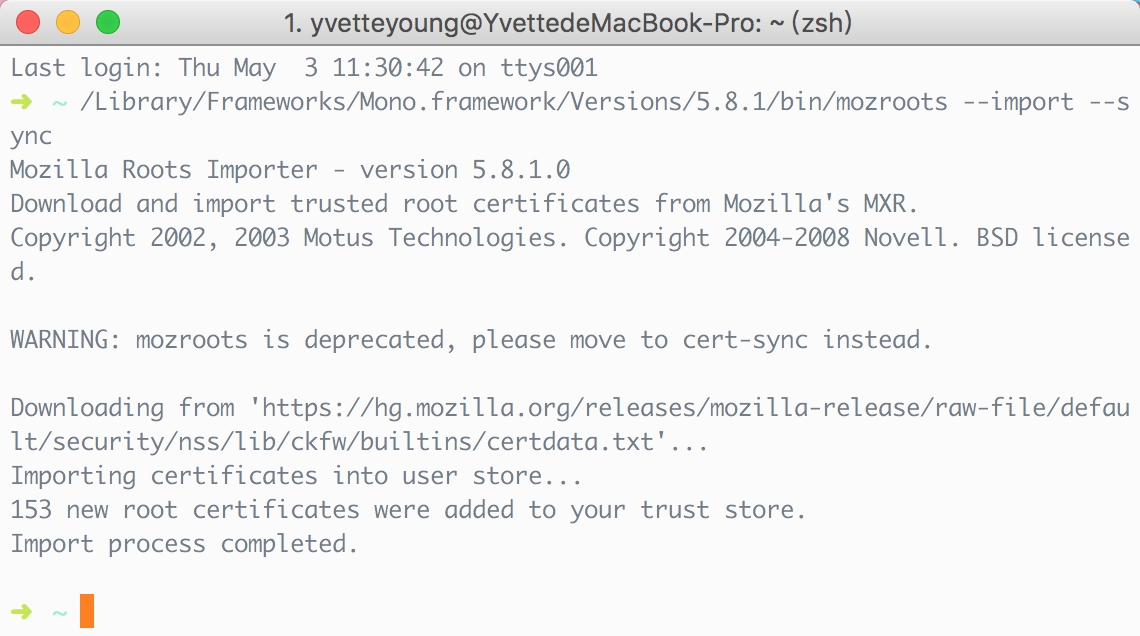 1. yvetteyoung@YvettedeMacBook-Pro: ~ (zsh)
Last login: Thu May  3 11:30:42 on ttys001
➜  ~ /Library/Frameworks/Mono.framework/Versions/5.8.1/bin/mozroots --import --s
ync
Mozilla Roots Importer - version 5.8.1.0
Download and import trusted root certificates from Mozilla's MXR.
Copyright 2002, 2003 Motus Technologies. Copyright 2004-2008 Novell. BSD license
d.
WARNING: mozroots is deprecated, please move to cert-sync instead.
Downloading from 'https://hg.mozilla.org/releases/mozilla-release/raw-file/defau
lt/security/nss/lib/ckfw/builtins/certdata.txt'...
Importing certificates into user store...
153 new root certificates were added to your trust store.
Import process completed.
➜  ~